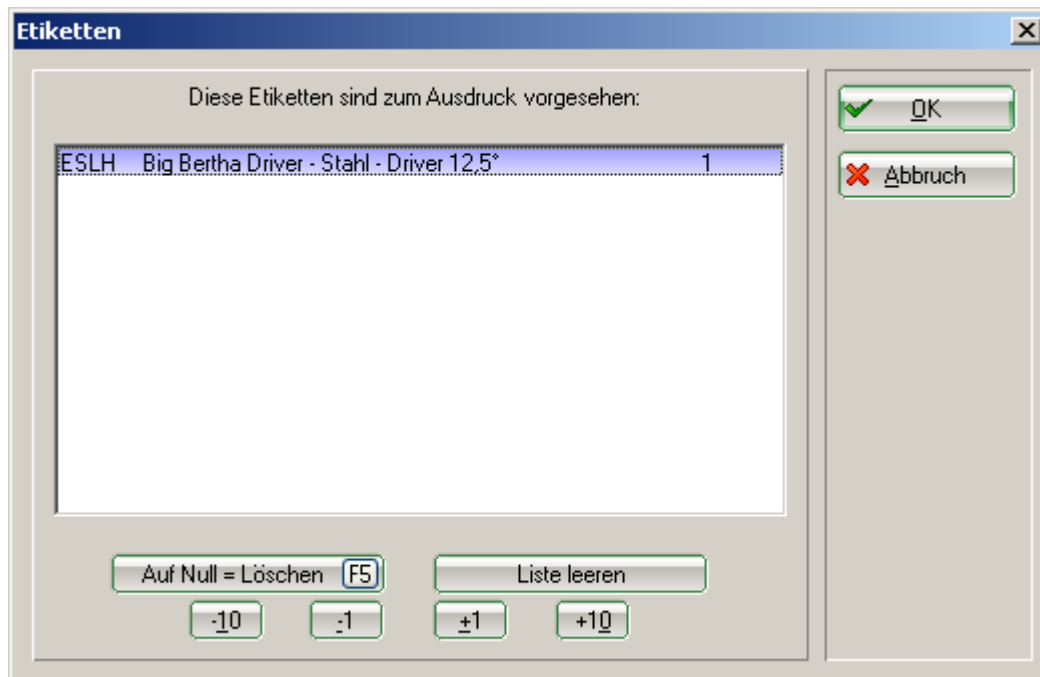 Etiketten
Diese Etiketten sind zum Ausdruck vorgesehen:
ESLH Big Bertha Driver - Stahl - Driver 12,5° 1
OK
Abbruch
Auf Null = Löschen F5 Liste leeren
-10 -1 +1 +10